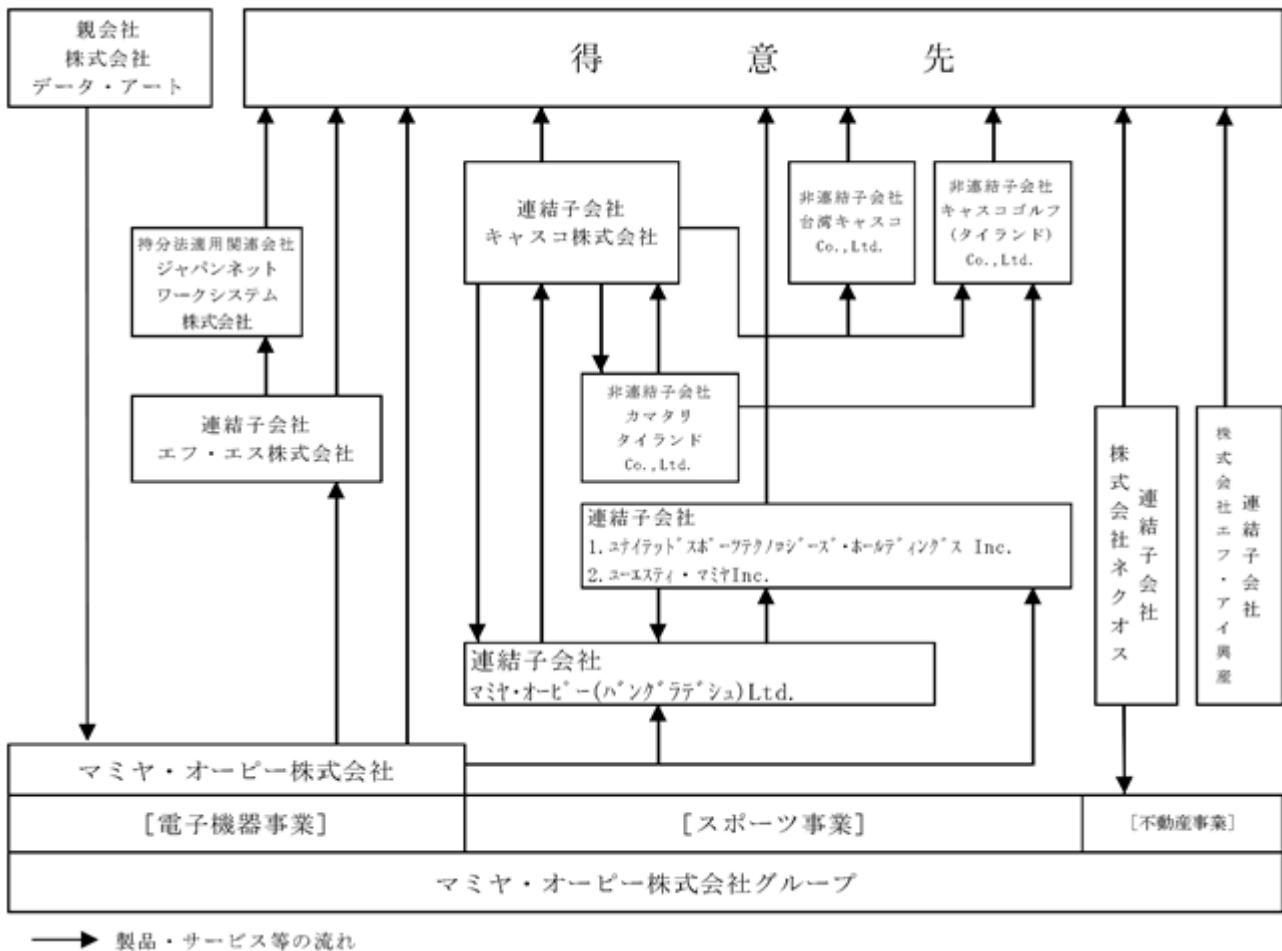 親会社
株式会社
データ・アート
得意先
持分法適用関連会社
ジャパンネット
ワークシステム
株式会社
連結子会社
エフ・エス株式会社
連結子会社
キャスコ株式会社
非連結子会社
台湾キャスコ
Co.,Ltd.
非連結子会社
キャスコゴルフ
(タイランド)
Co.,Ltd.
非連結子会社
カマタリ
タイランド
Co.,Ltd.
連結子会社
1.ユナイテッドスポーツテクノロジーズ・ホールディングス Inc.
2.ユーエスティ・マミヤInc.
連結子会社
マミヤ・オーピー(バングラデシュ)Ltd.
連結子会社
株式会社ネクオス
連結子会社
株式会社エフ・アイ興産
マミヤ・オーピー株式会社
[電子機器事業]
[スポーツ事業]
[不動産事業]
マミヤ・オーピー株式会社グループ
製品・サービス等の流れ